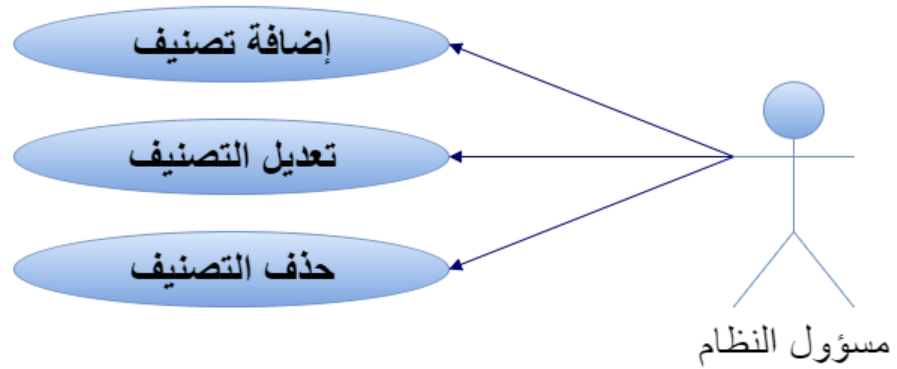 إضافة تصنيف
تعديل التصنيف
حذف التصنيف
مسؤول النظام